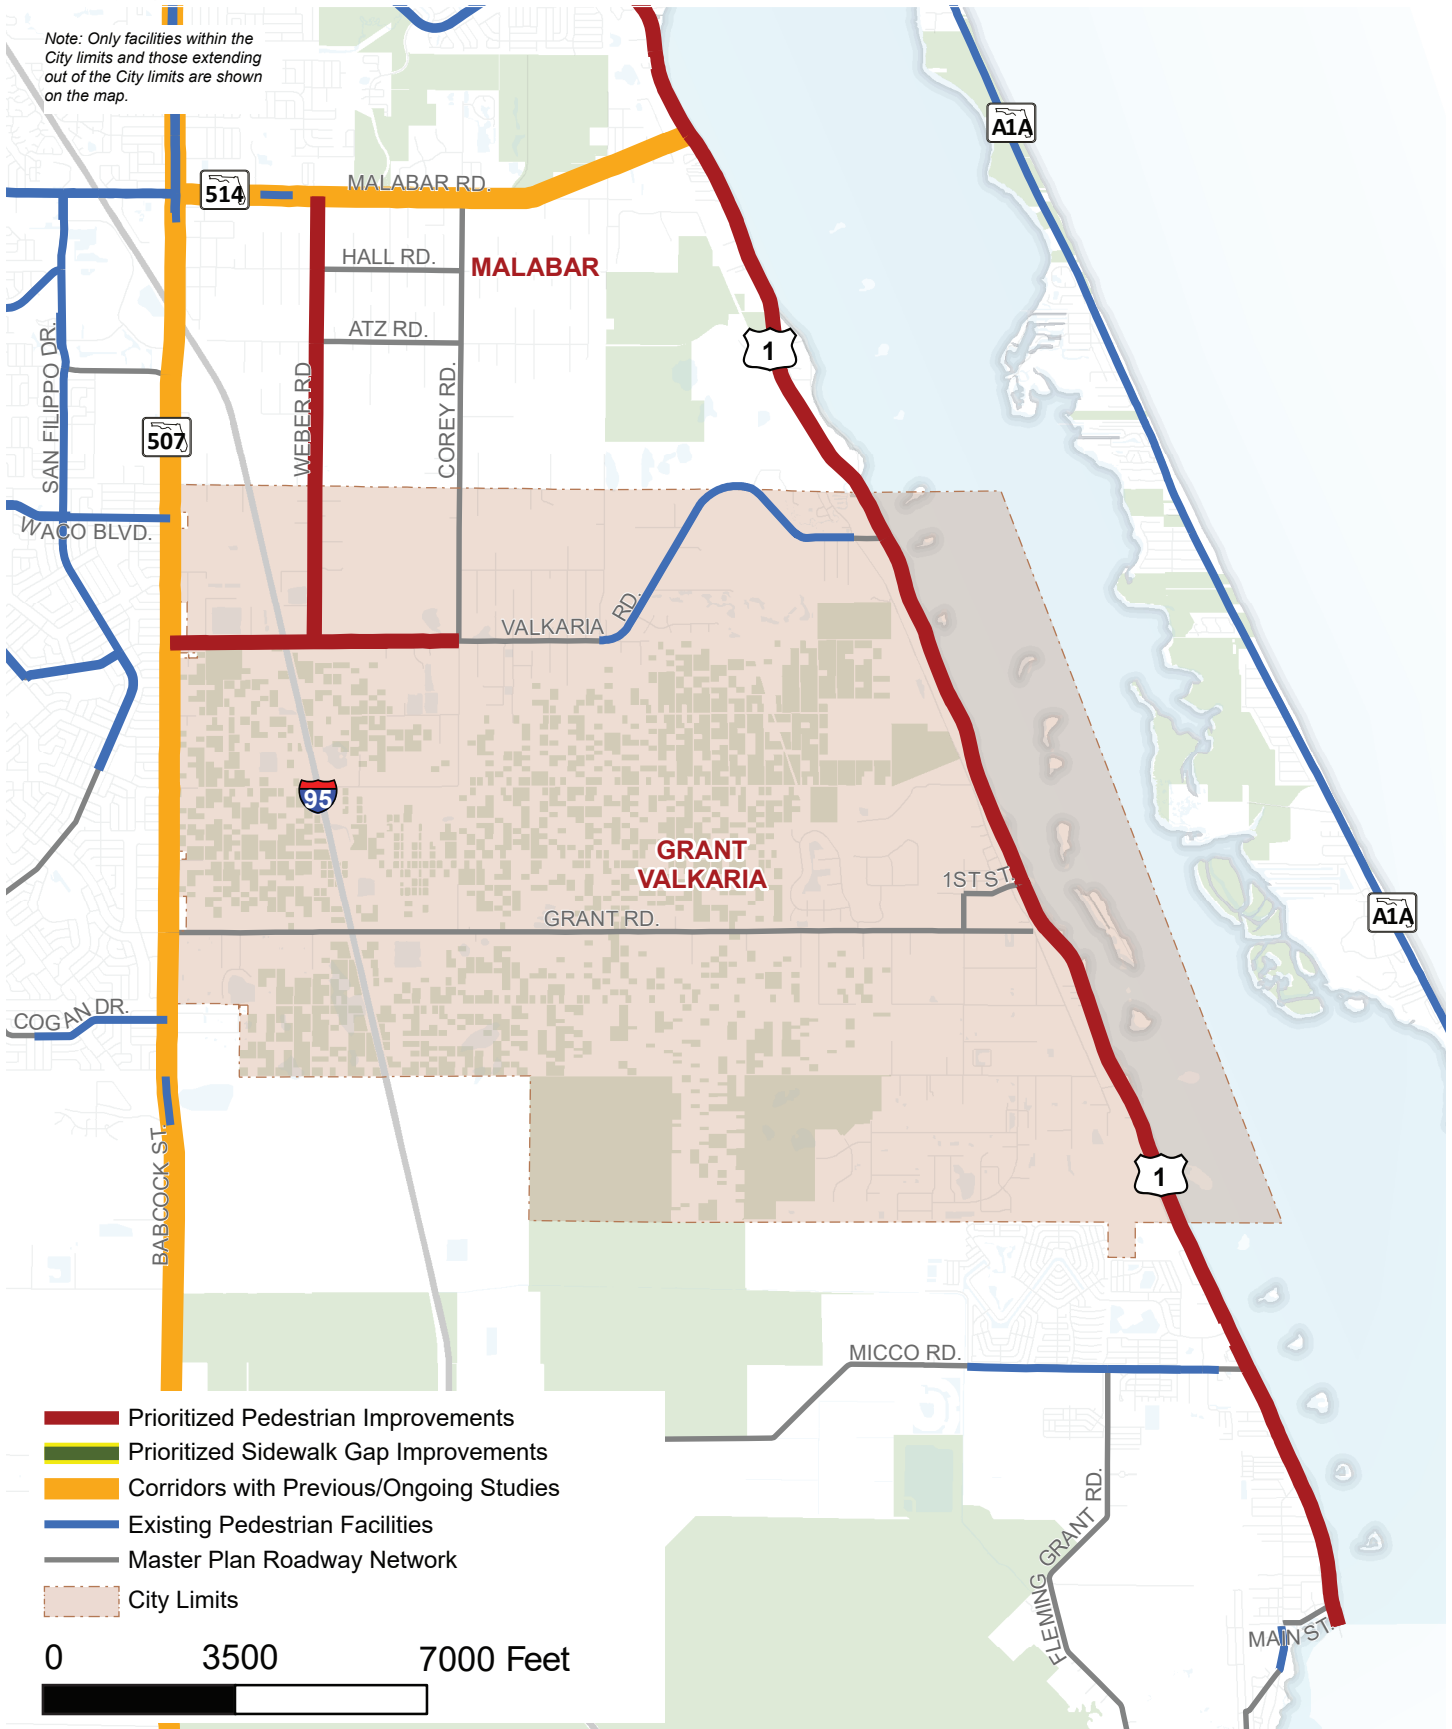 Note: Only facilities within the
City limits and those extending
out of the City limits are shown
on the map.
A1A
514
MALABAR RD.
HALL RD.
MALABAR
ATZ RD.
1
SAN FILIPPO DR.
WEBER RD
COREY RD.
507
WACO BLVD.
VALKARIA RD.
95
GRANT
VALKARIA
1ST ST.
A1A
GRANT RD.
COGAN DR.
BABCOCK ST.
1
MICCO RD.
FLEMING GRANT RD.
MAIN ST.
Prioritized Pedestrian Improvements
Prioritized Sidewalk Gap Improvements
Corridors with Previous/Ongoing Studies
Existing Pedestrian Facilities
Master Plan Roadway Network
City Limits
0 3500 7000 Feet